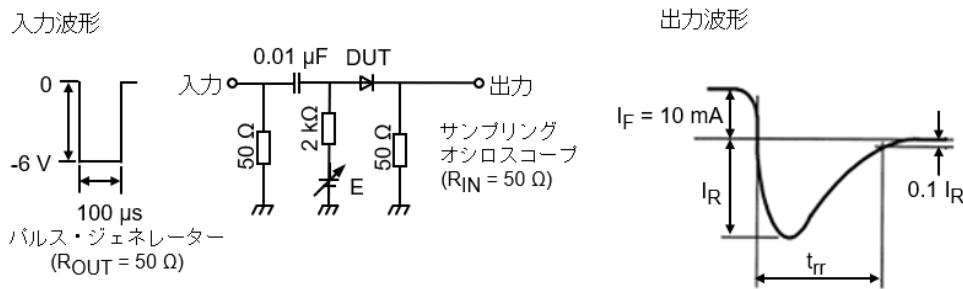 入力波形
0
-6 V
100 µs
パルス・ジェネレーター
(ROUT = 50 Ω)
入力
0.01 µF
DUT
出力
50 Ω
2 kΩ
E
50 Ω
サンプリング
オシロスコープ
(RIN = 50 Ω)
出力波形
IF = 10 mA
IR
0.1 IR
trr